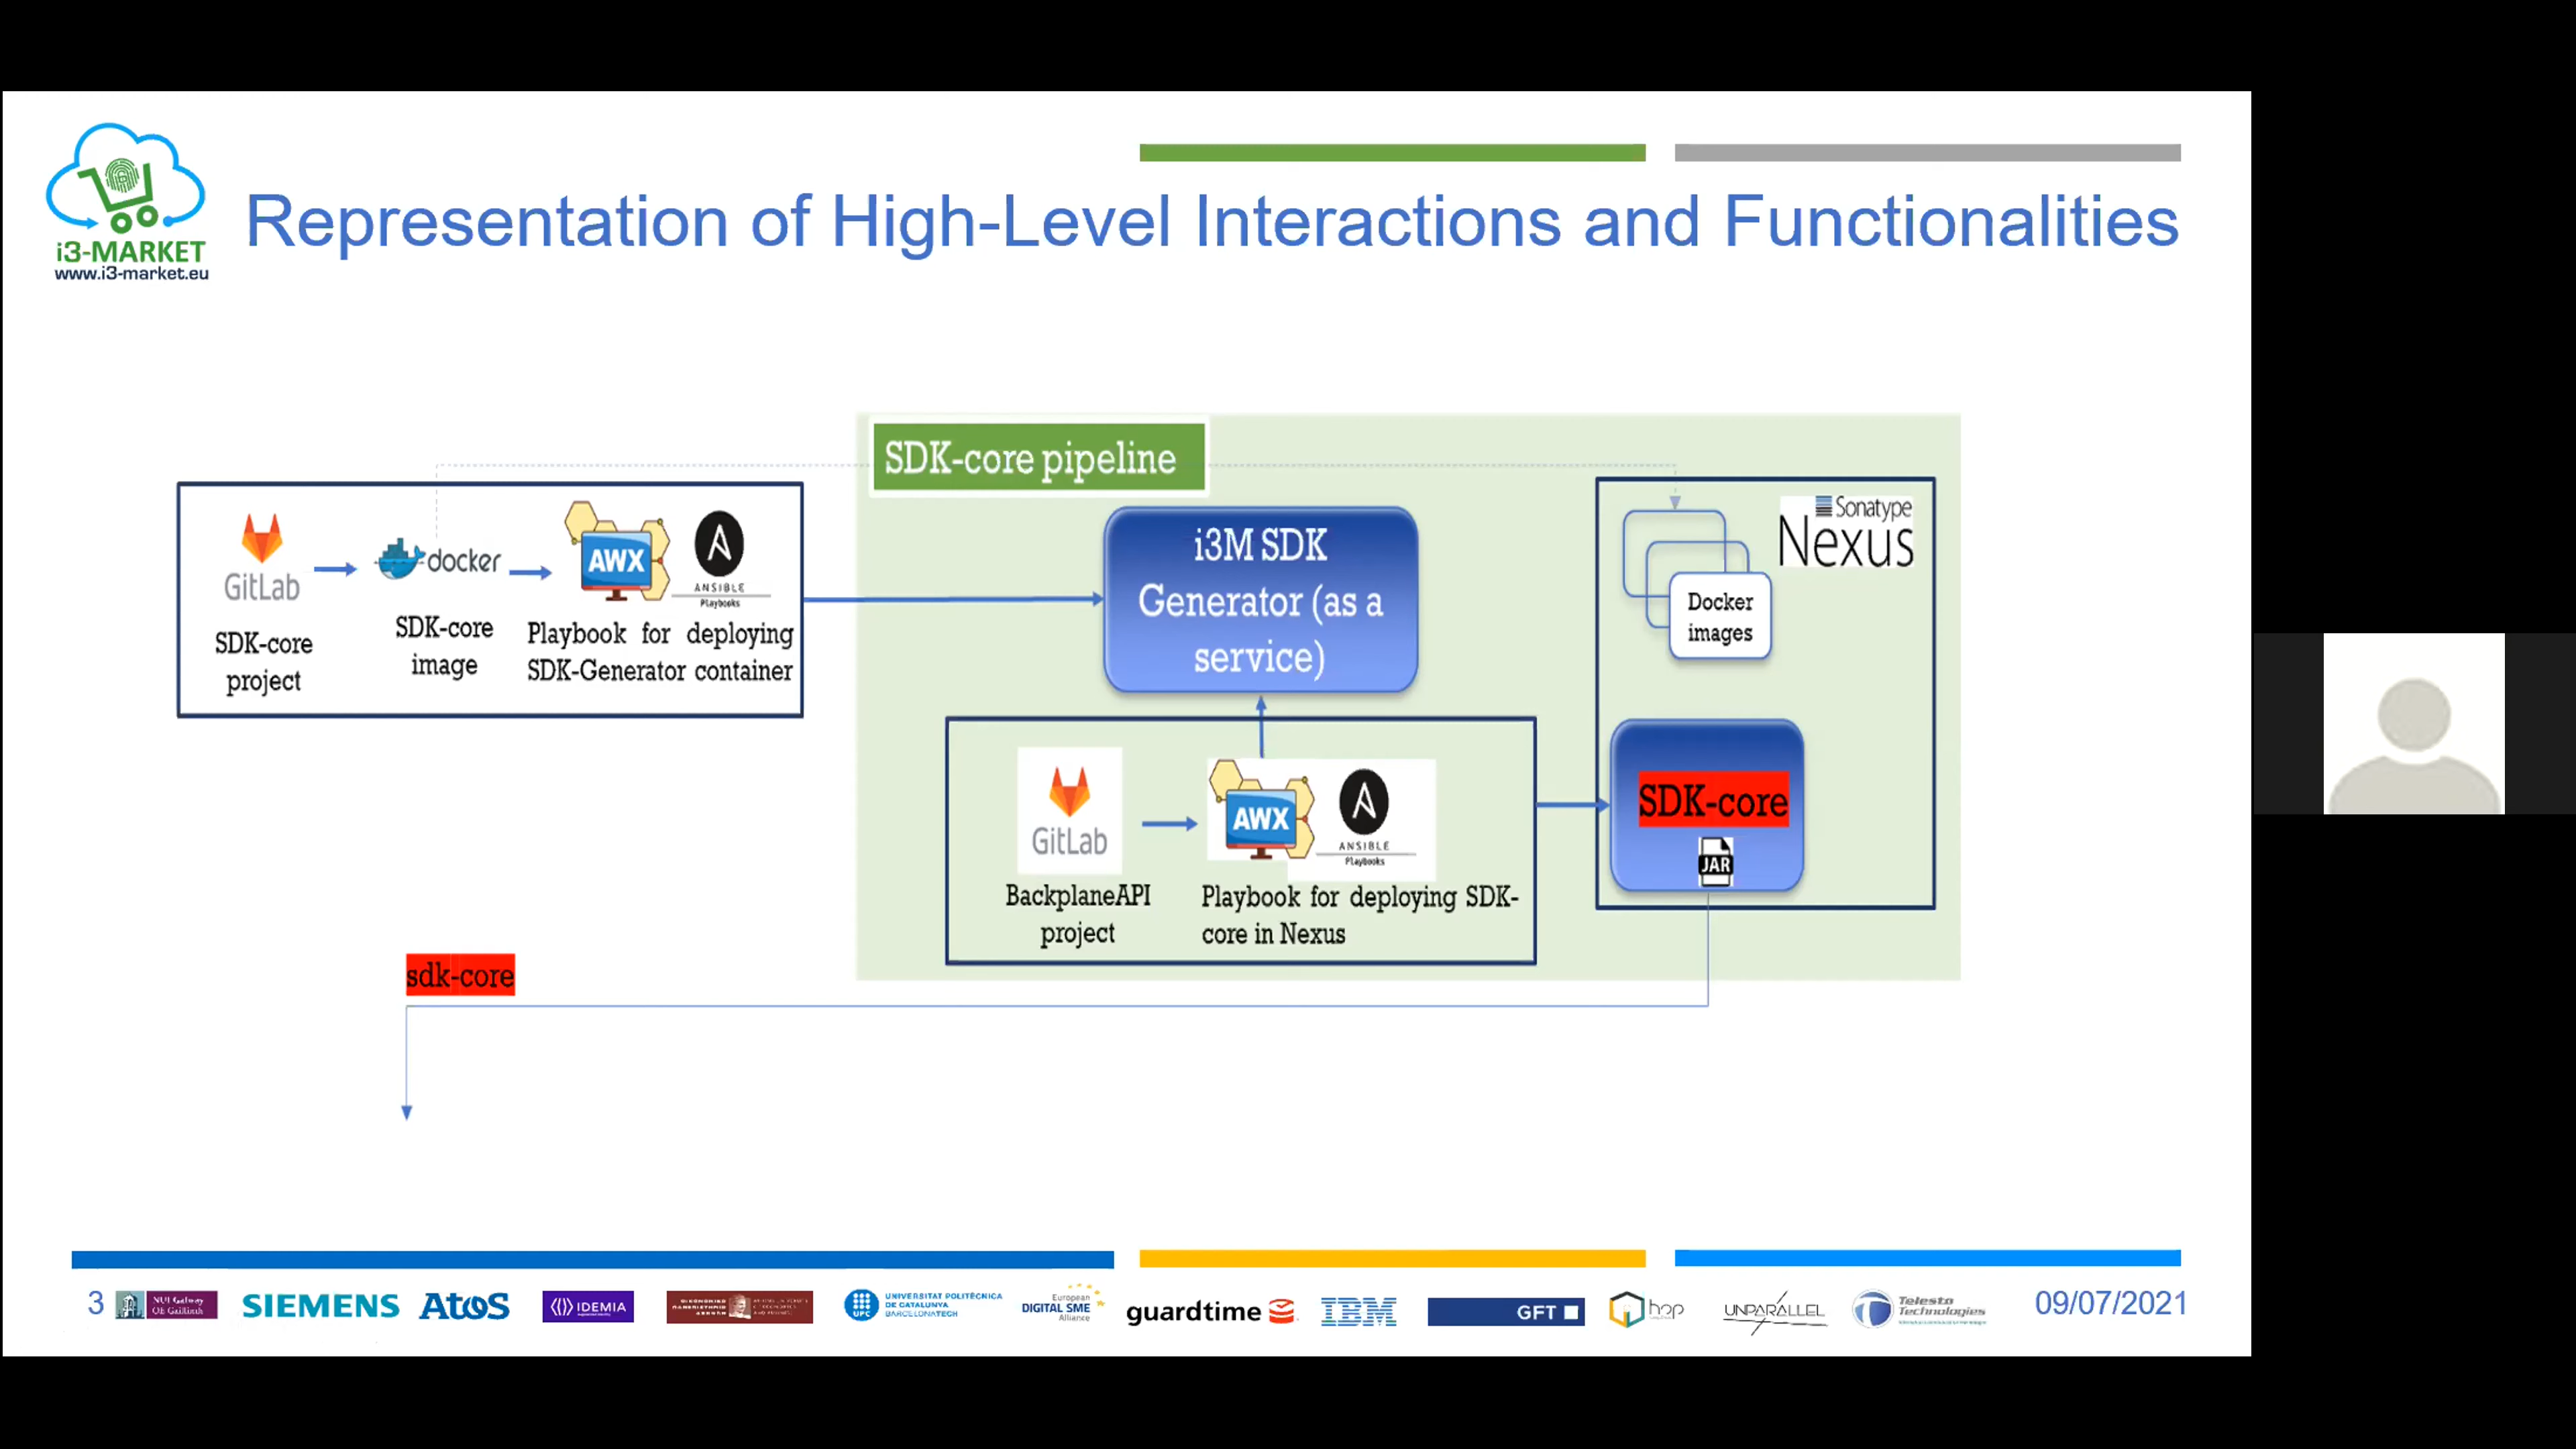 i3-MARKET
www.i3-market.eu
Representation of High-Level Interactions and Functionalities
SDK-core pipeline
GitLab
SDK-core
project
docker
SDK-core
image
AWX
ANSIBLE
Playbooks
Playbook for deploying
SDK-Generator container
i3M SDK
Generator (as a
service)
Sonatype
Nexus
Docker
images
GitLab
BackplaneAPI
project
AWX
ANSIBLE
Playbooks
Playbook for deploying SDK-
core in Nexus
SDK-core
JAR
sdk-core
3
NUI Galway
OÉ Gaillimh
SIEMENS
Atos
IDEMIA
UPC
UNIVERSITAT POLITÈCNICA
DE CATALUNYA
BARCELONATECH
European
DIGITAL SME
Alliance
guardtime
IBM
GFT
hop
UNPARALLEL
Telesto
Technologies
09/07/2021